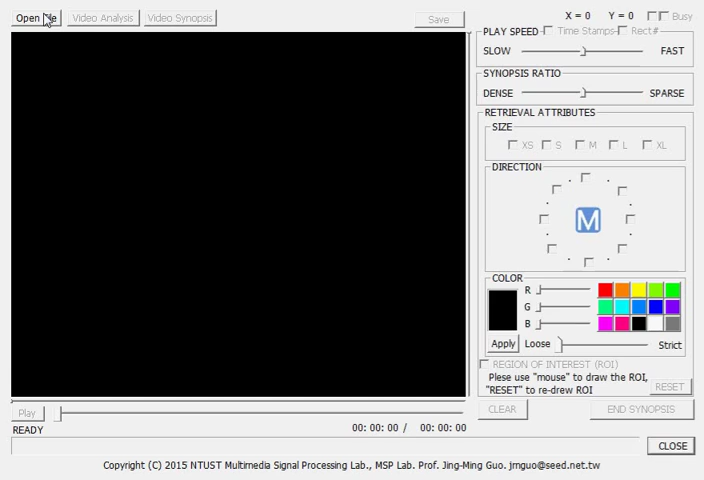 Open File Video Analysis Video Synopsis Save X = 0 Y = 0 Busy
PLAY SPEED Time Stamps Rect#
SLOW FAST
SYNOPSIS RATIO
DENSE SPARSE
RETRIEVAL ATTRIBUTES
SIZE
XS S M L XL
DIRECTION
M
COLOR
R
G
B
Apply Loose Strict
REGION OF INTEREST (ROI)
Plese use "mouse" to draw the ROI,
"RESET" to re-drew ROI RESET
Play CLEAR END SYNOPSIS
READY 00: 00: 00 / 00: 00: 00
CLOSE
Copyright (C) 2015 NTUST Multimedia Signal Processing Lab., MSP Lab. Prof. Jing-Ming Guo. jmguo@seed.net.tw